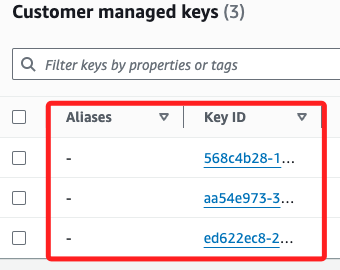 Customer managed keys (3)
Filter keys by properties or tags
Aliases Key ID
- 568c4b28-1...
- aa54e973-3...
- ed622ec8-2...